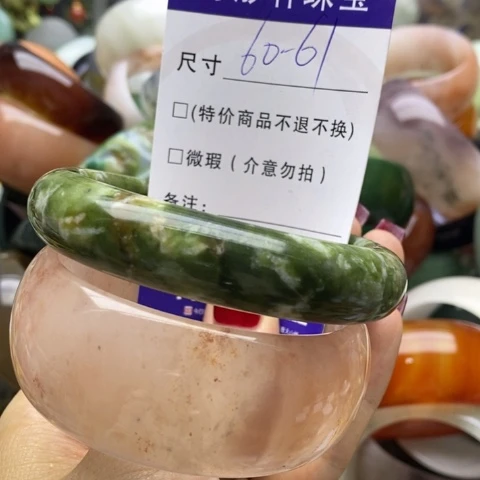 尺寸 60-61
□(特价商品不退不换)
□微瑕（介意勿拍）
备注: